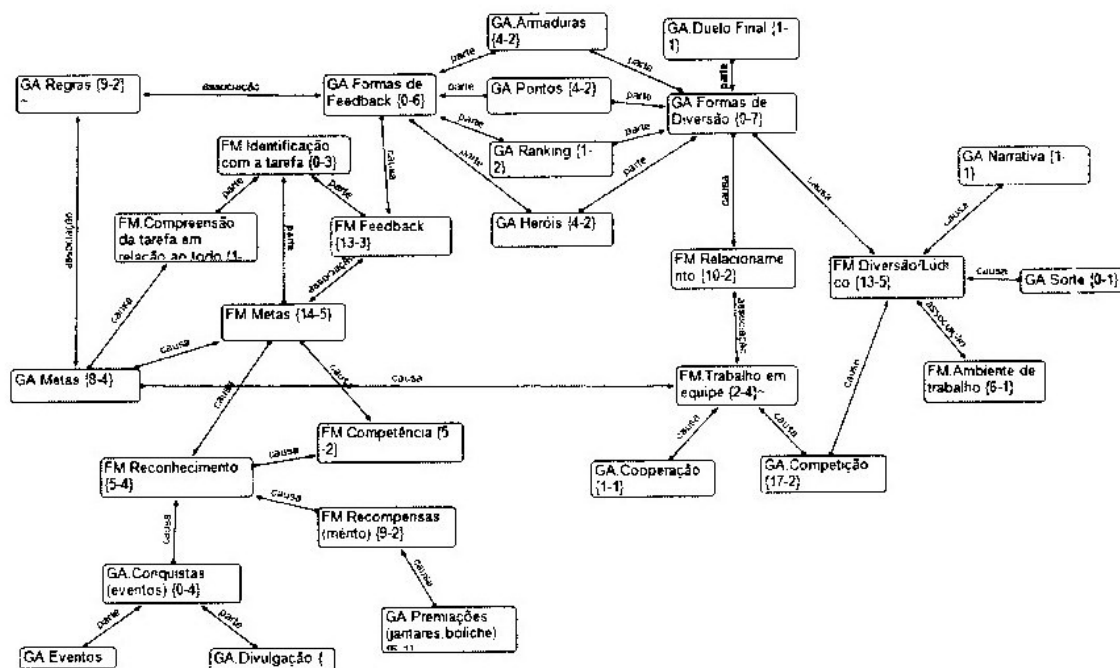 GA.Armaduras
{4-2}
GA.Duelo Final {1-
1}
parte
parte
parte
GA Regras {9-2}
~
associação
GA Formas de
Feedback {0-6}
parte
GA Pontos {4-2}
parte
GA Formas de
Diversão {0-7}
parte
GA Ranking {1-
2}
parte
parte
parte
GA Heróis {4-2}
FM Identificação
com a tarefa {0-3}
causa
causa
causa
GA Narrativa {1-
1}
causa
associação
parte
parte
parte
FM.Compreensão
da tarefa em
relação ao todo {1-
FM Feedback
{13-3}
associação
FM Relacioname
nto {10-2}
FM Diversão/Lúdi
co {13-5}
causa
GA Sorte {0-1}
causa
FM Metas {14-5}
associação
associação
causa
GA Metas {8-4}
causa
FM.Trabalho em
equipe {2-4}~
causa
FM.Ambiente de
trabalho {6-1}
causa
causa
FM Competência {5
-2}
causa
causa
FM Reconhecimento
{5-4}
causa
GA.Cooperação
{1-1}
GA.Competição
{17-2}
causa
FM Recompensas
(mérito) {9-2}
causa
GA.Conquistas
(eventos) {0-4}
causa
parte
parte
GA Premiações
(jantares,boliche)
GA Eventos
GA.Divulgação {